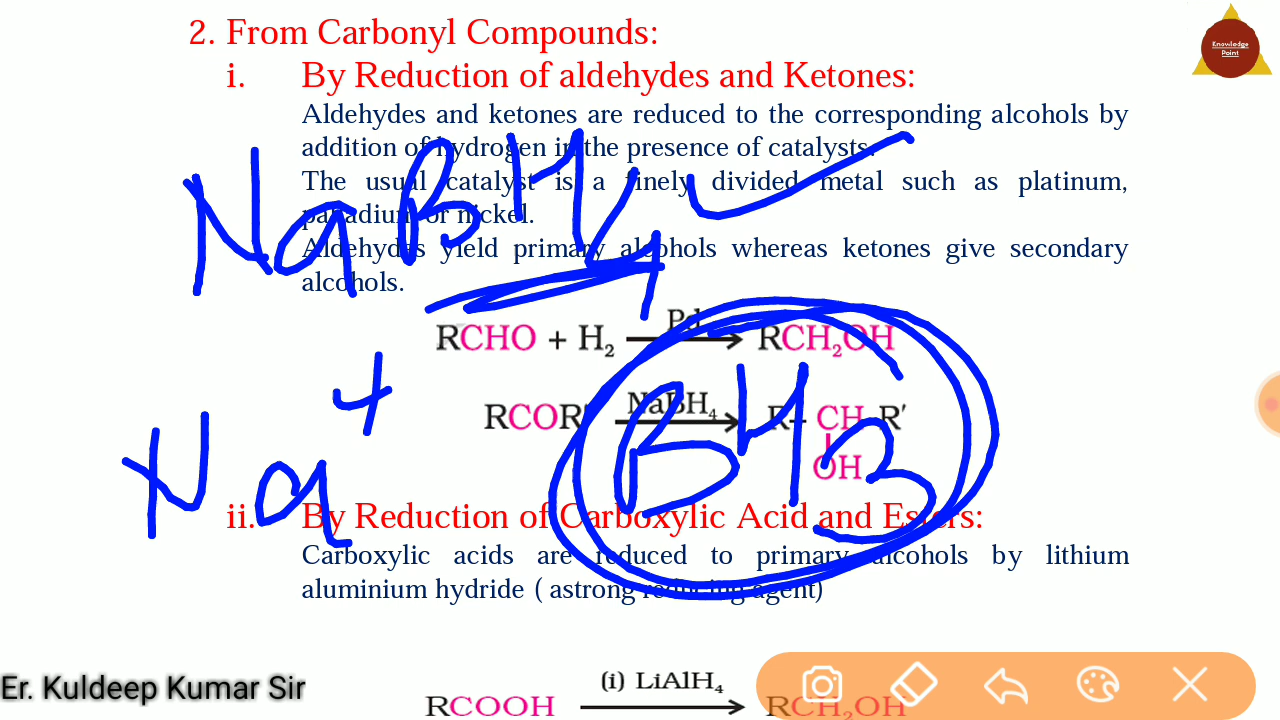 2. From Carbonyl Compounds:
Knowledge
Point
i. By Reduction of aldehydes and Ketones:
Aldehydes and ketones are reduced to the corresponding alcohols by
addition of hydrogen in the presence of catalysts.
The usual catalyst is a finely divided metal such as platinum,
palladium or nickel.
NaBH4
Aldehydes yield primary alcohols whereas ketones give secondary
alcohols.
RCHO + H₂ Pd → RCH₂OH
RCOR' NaBH₄ → R–CH–R'
OH
Na+ BH3
ii. By Reduction of Carboxylic Acid and Esters:
Carboxylic acids are reduced to primary alcohols by lithium
aluminium hydride ( astrong reducing agent)
Er. Kuldeep Kumar Sir
RCOOH (i) LiAlH₄ → RCH₂OH